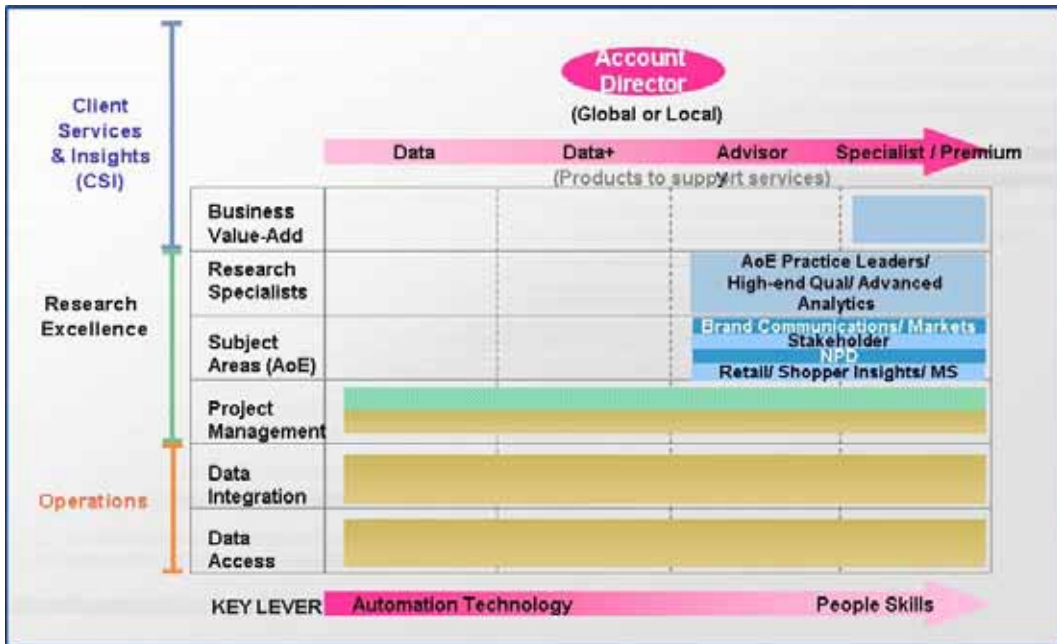 Account
Director
(Global or Local)
Client
Services
& Insights
(CSI)
Data Data+ Advisory Specialist / Premium
(Products to support services)
Business
Value-Add
Research
Excellence
Research
Specialists
AoE Practice Leaders/
High-end Qual/ Advanced
Analytics
Subject
Areas (AoE)
Brand Communications/ Markets
Stakeholder
NPD
Retail/ Shopper Insights/ MS
Project
Management
Operations
Data
Integration
Data
Access
KEY LEVER Automation Technology People Skills